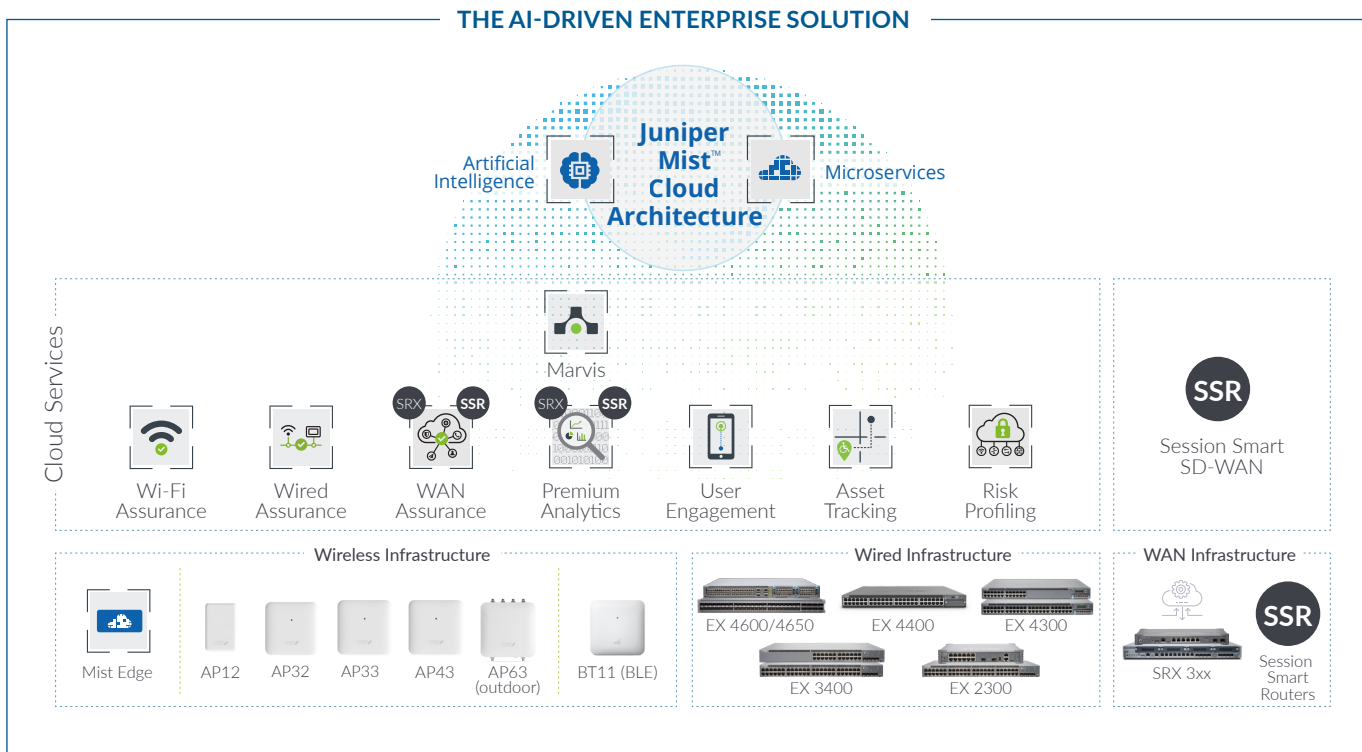 THE AI-DRIVEN ENTERPRISE SOLUTION
Juniper
Mist™
Cloud
Architecture
Artificial
Intelligence
Microservices
Cloud Services
Marvis
SRX
SSR
SRX
SSR
Wi-Fi
Assurance
Wired
Assurance
WAN
Assurance
Premium
Analytics
User
Engagement
Asset
Tracking
Risk
Profiling
SSR
Session Smart
SD-WAN
Wireless Infrastructure
Mist Edge
AP12
AP32
AP33
AP43
AP63
(outdoor)
BT11 (BLE)
Wired Infrastructure
EX 4600/4650
EX 4400
EX 4300
EX 3400
EX 2300
WAN Infrastructure
SRX 3xx
SSR
Session
Smart
Routers